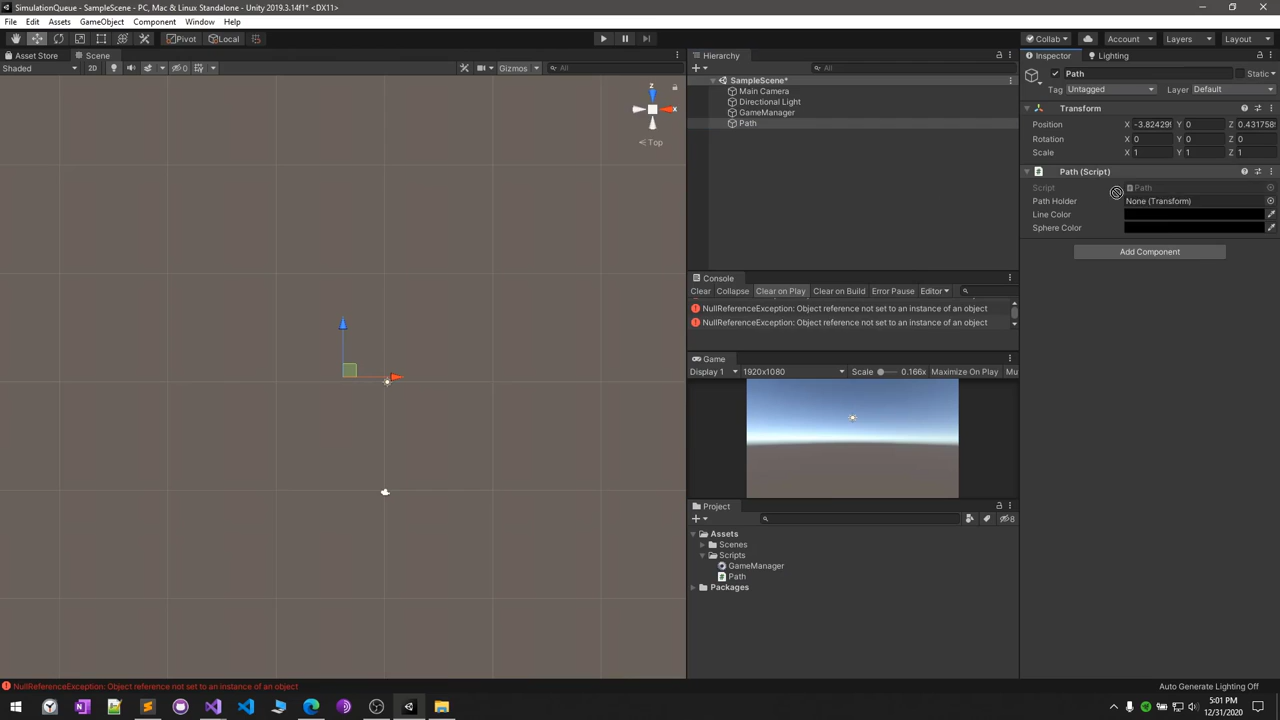 SimulationQueue - SampleScene - PC, Mac & Linux Standalone - Unity 2019.3.14f1* <DX11>
File Edit Assets GameObject Component Window Help
Pivot Local Collab Account Layers Layout
Asset Store Scene
Shaded 2D 0 Gizmos All
z
x
Top
Hierarchy
All
SampleScene*
Main Camera
Directional Light
GameManager
Path
Console
Clear Collapse Clear on Play Clear on Build Error Pause Editor
NullReferenceException: Object reference not set to an instance of an object
NullReferenceException: Object reference not set to an instance of an object
Game
Display 1 1920x1080 Scale 0.166x Maximize On Play Mu
Project
8
Assets
Scenes
Scripts
GameManager
Path
Packages
Inspector Lighting
Path Static
Tag Untagged Layer Default
Transform
Position X -3.824299 Y 0 Z 0.431758
Rotation X 0 Y 0 Z 0
Scale X 1 Y 1 Z 1
Path (Script)
Script Path
Path Holder None (Transform)
Line Color
Sphere Color
Add Component
NullReferenceException: Object reference not set to an instance of an object
Auto Generate Lighting Off
5:01 PM
12/31/2020